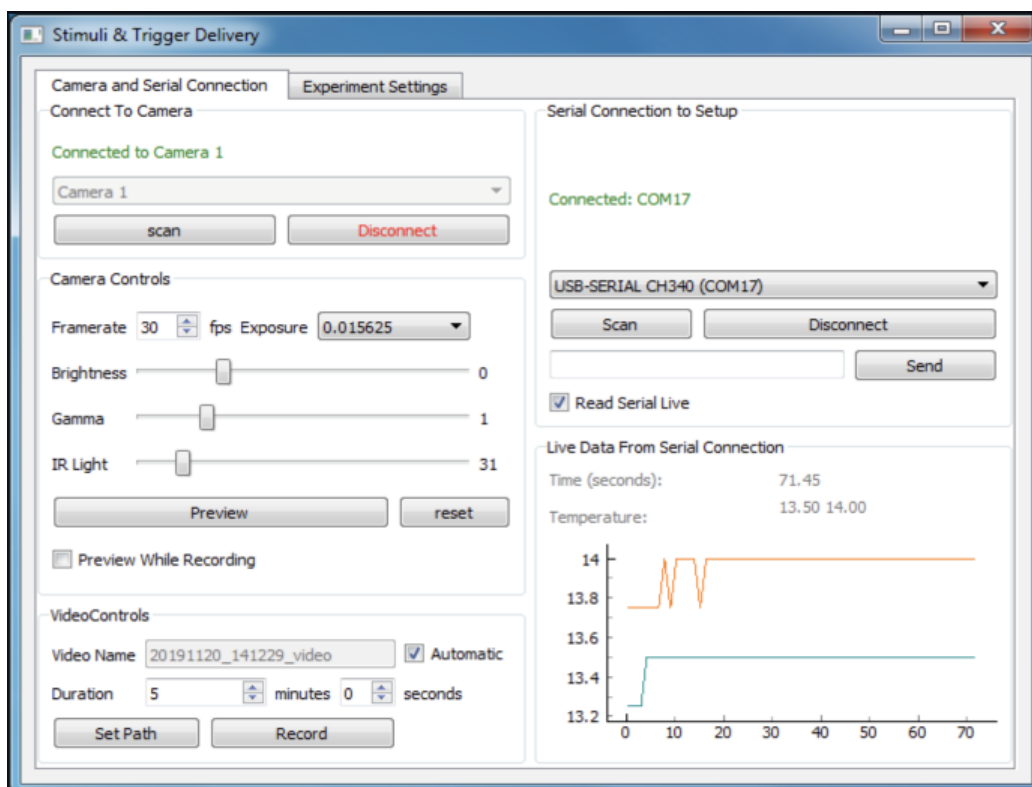 Stimuli & Trigger Delivery
Camera and Serial Connection
Experiment Settings
Connect To Camera
Connected to Camera 1
Camera 1
scan
Disconnect
Camera Controls
Framerate 30 fps Exposure 0.015625
Brightness 0
Gamma 1
IR Light 31
Preview
reset
Preview While Recording
VideoControls
Video Name 20191120_141229_video Automatic
Duration 5 minutes 0 seconds
Set Path
Record
Serial Connection to Setup
Connected: COM17
USB-SERIAL CH340 (COM17)
Scan
Disconnect
Send
Read Serial Live
Live Data From Serial Connection
Time (seconds): 71.45
Temperature: 13.50 14.00
14
13.8
13.6
13.4
13.2
0 10 20 30 40 50 60 70